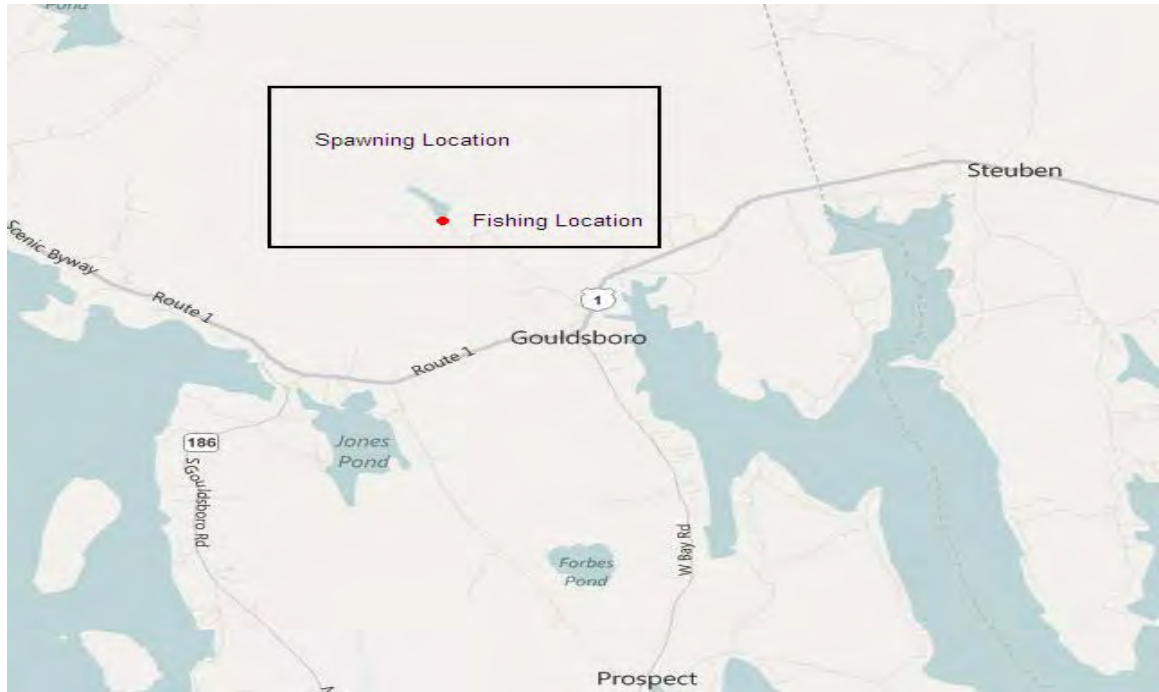 Pond
Spawning Location
Steuben
Fishing Location
Scenic Byway
Route 1
1
Gouldsboro
Route 1
186
Jones
Pond
S Gouldsboro Rd
Forbes
Pond
W Bay Rd
Prospect